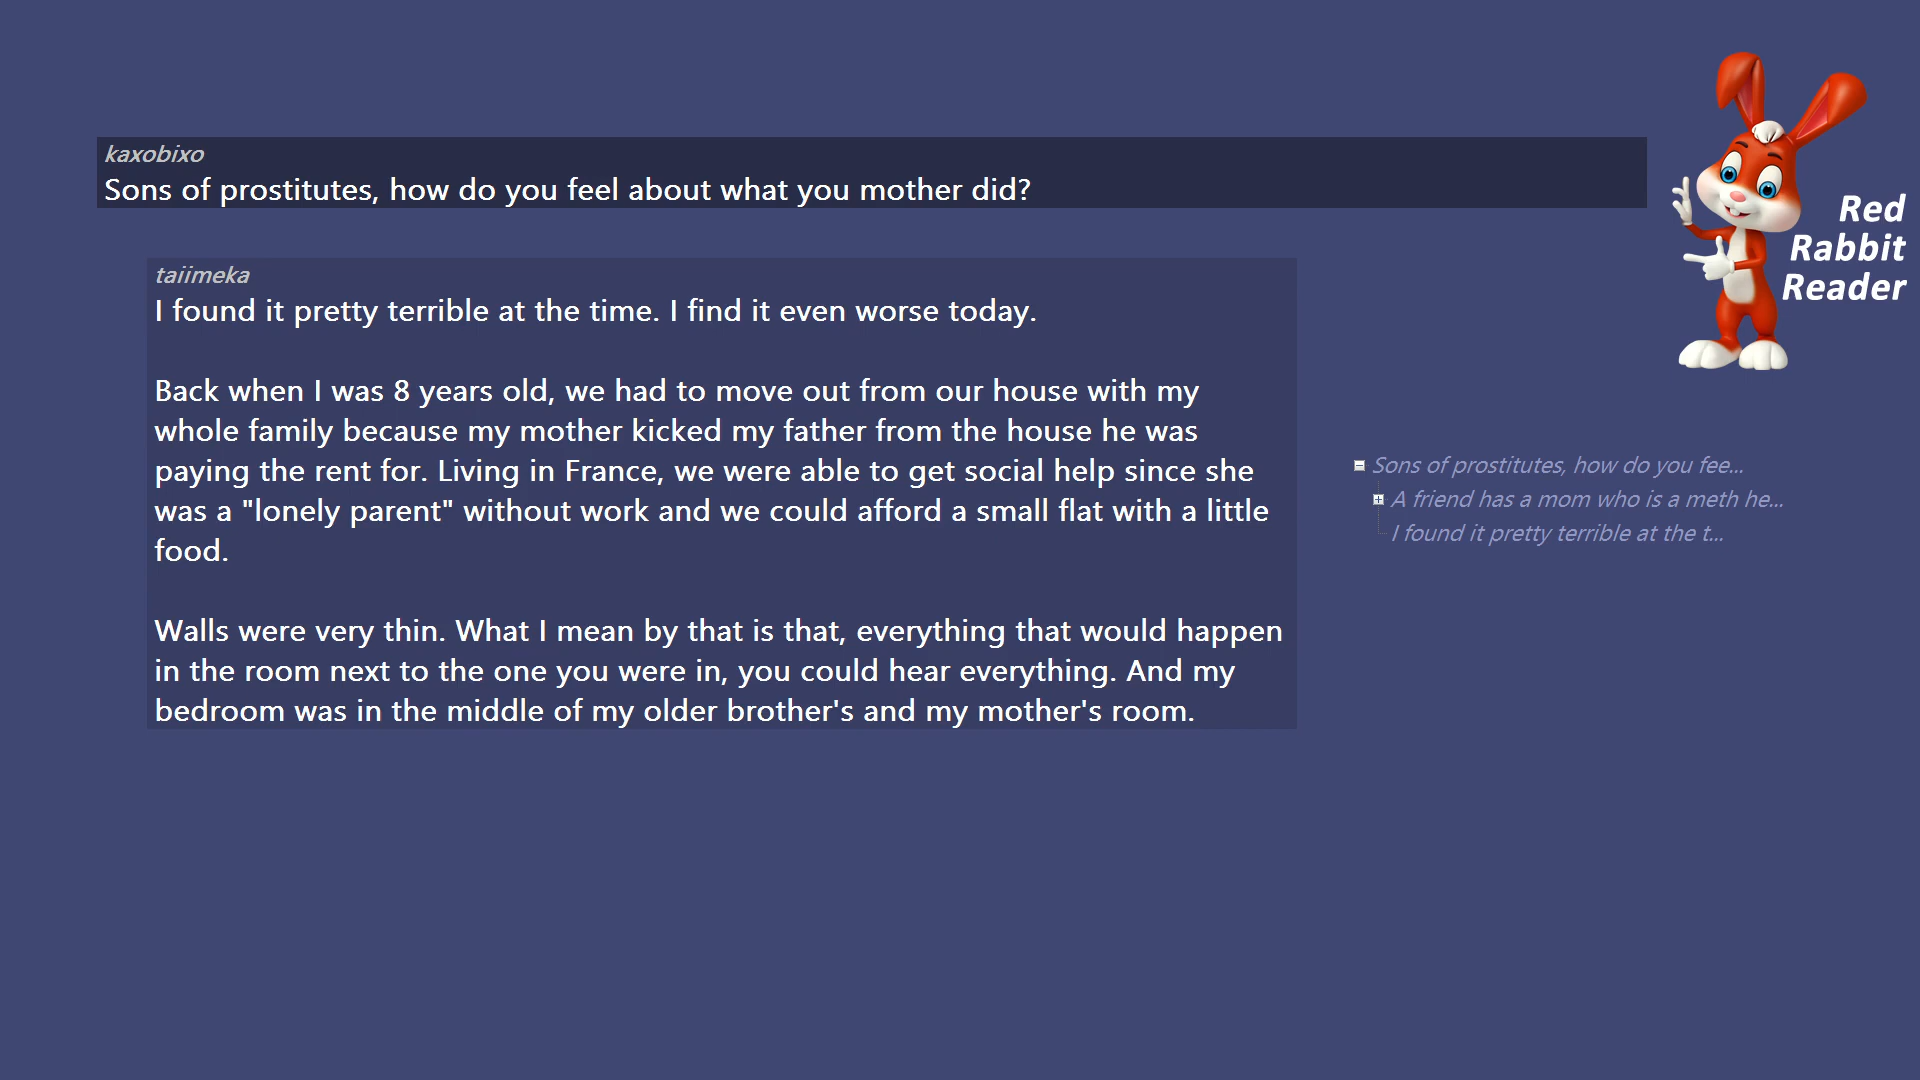 kaxobixo
Sons of prostitutes, how do you feel about what you mother did?
taiimeka
I found it pretty terrible at the time. I find it even worse today.
Back when I was 8 years old, we had to move out from our house with my
whole family because my mother kicked my father from the house he was
paying the rent for. Living in France, we were able to get social help since she
was a "lonely parent" without work and we could afford a small flat with a little
food.
Walls were very thin. What I mean by that is that, everything that would happen
in the room next to the one you were in, you could hear everything. And my
bedroom was in the middle of my older brother's and my mother's room.
Red
Rabbit
Reader
Sons of prostitutes, how do you fee...
A friend has a mom who is a meth he...
I found it pretty terrible at the t...